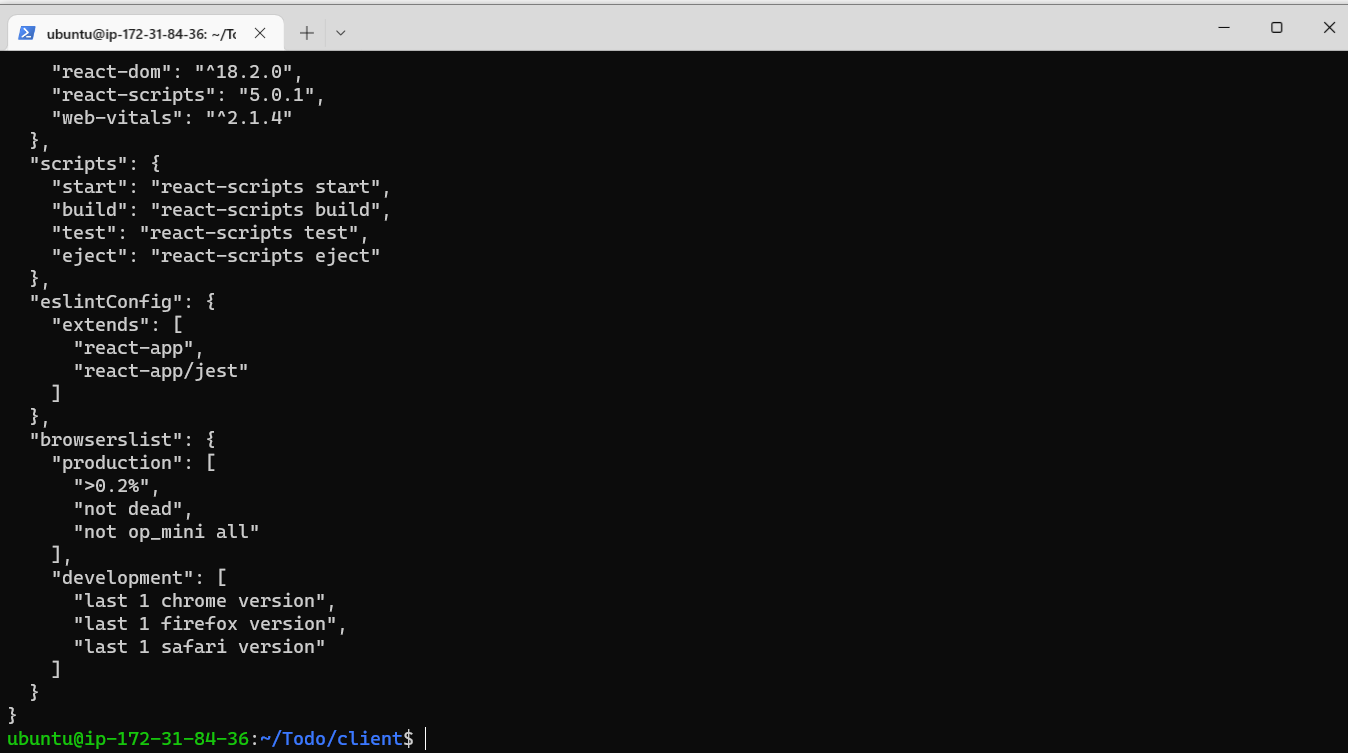 ubuntu@ip-172-31-84-36: ~/To
    "react-dom": "^18.2.0",
    "react-scripts": "5.0.1",
    "web-vitals": "^2.1.4"
  },
  "scripts": {
    "start": "react-scripts start",
    "build": "react-scripts build",
    "test": "react-scripts test",
    "eject": "react-scripts eject"
  },
  "eslintConfig": {
    "extends": [
      "react-app",
      "react-app/jest"
    ]
  },
  "browserslist": {
    "production": [
      ">0.2%",
      "not dead",
      "not op_mini all"
    ],
    "development": [
      "last 1 chrome version",
      "last 1 firefox version",
      "last 1 safari version"
    ]
  }
}
ubuntu@ip-172-31-84-36:~/Todo/client$